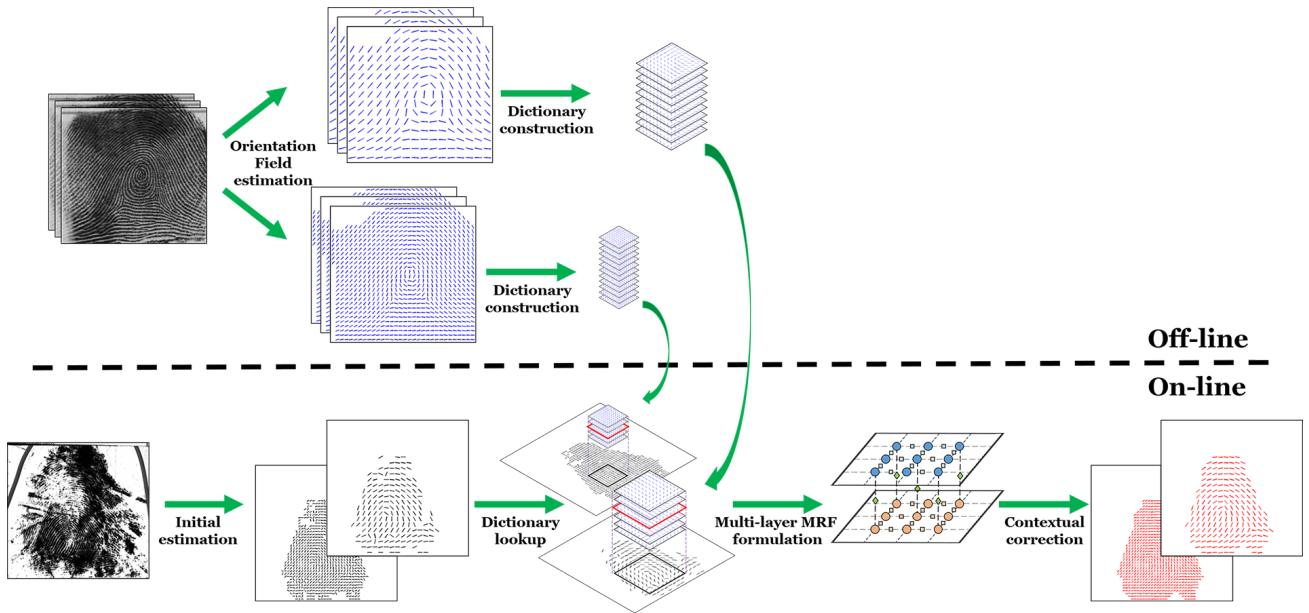 Orientation
Field
estimation
Dictionary
construction
Dictionary
construction
Off-line
On-line
Initial
estimation
Dictionary
lookup
Multi-layer MRF
formulation
Contextual
correction